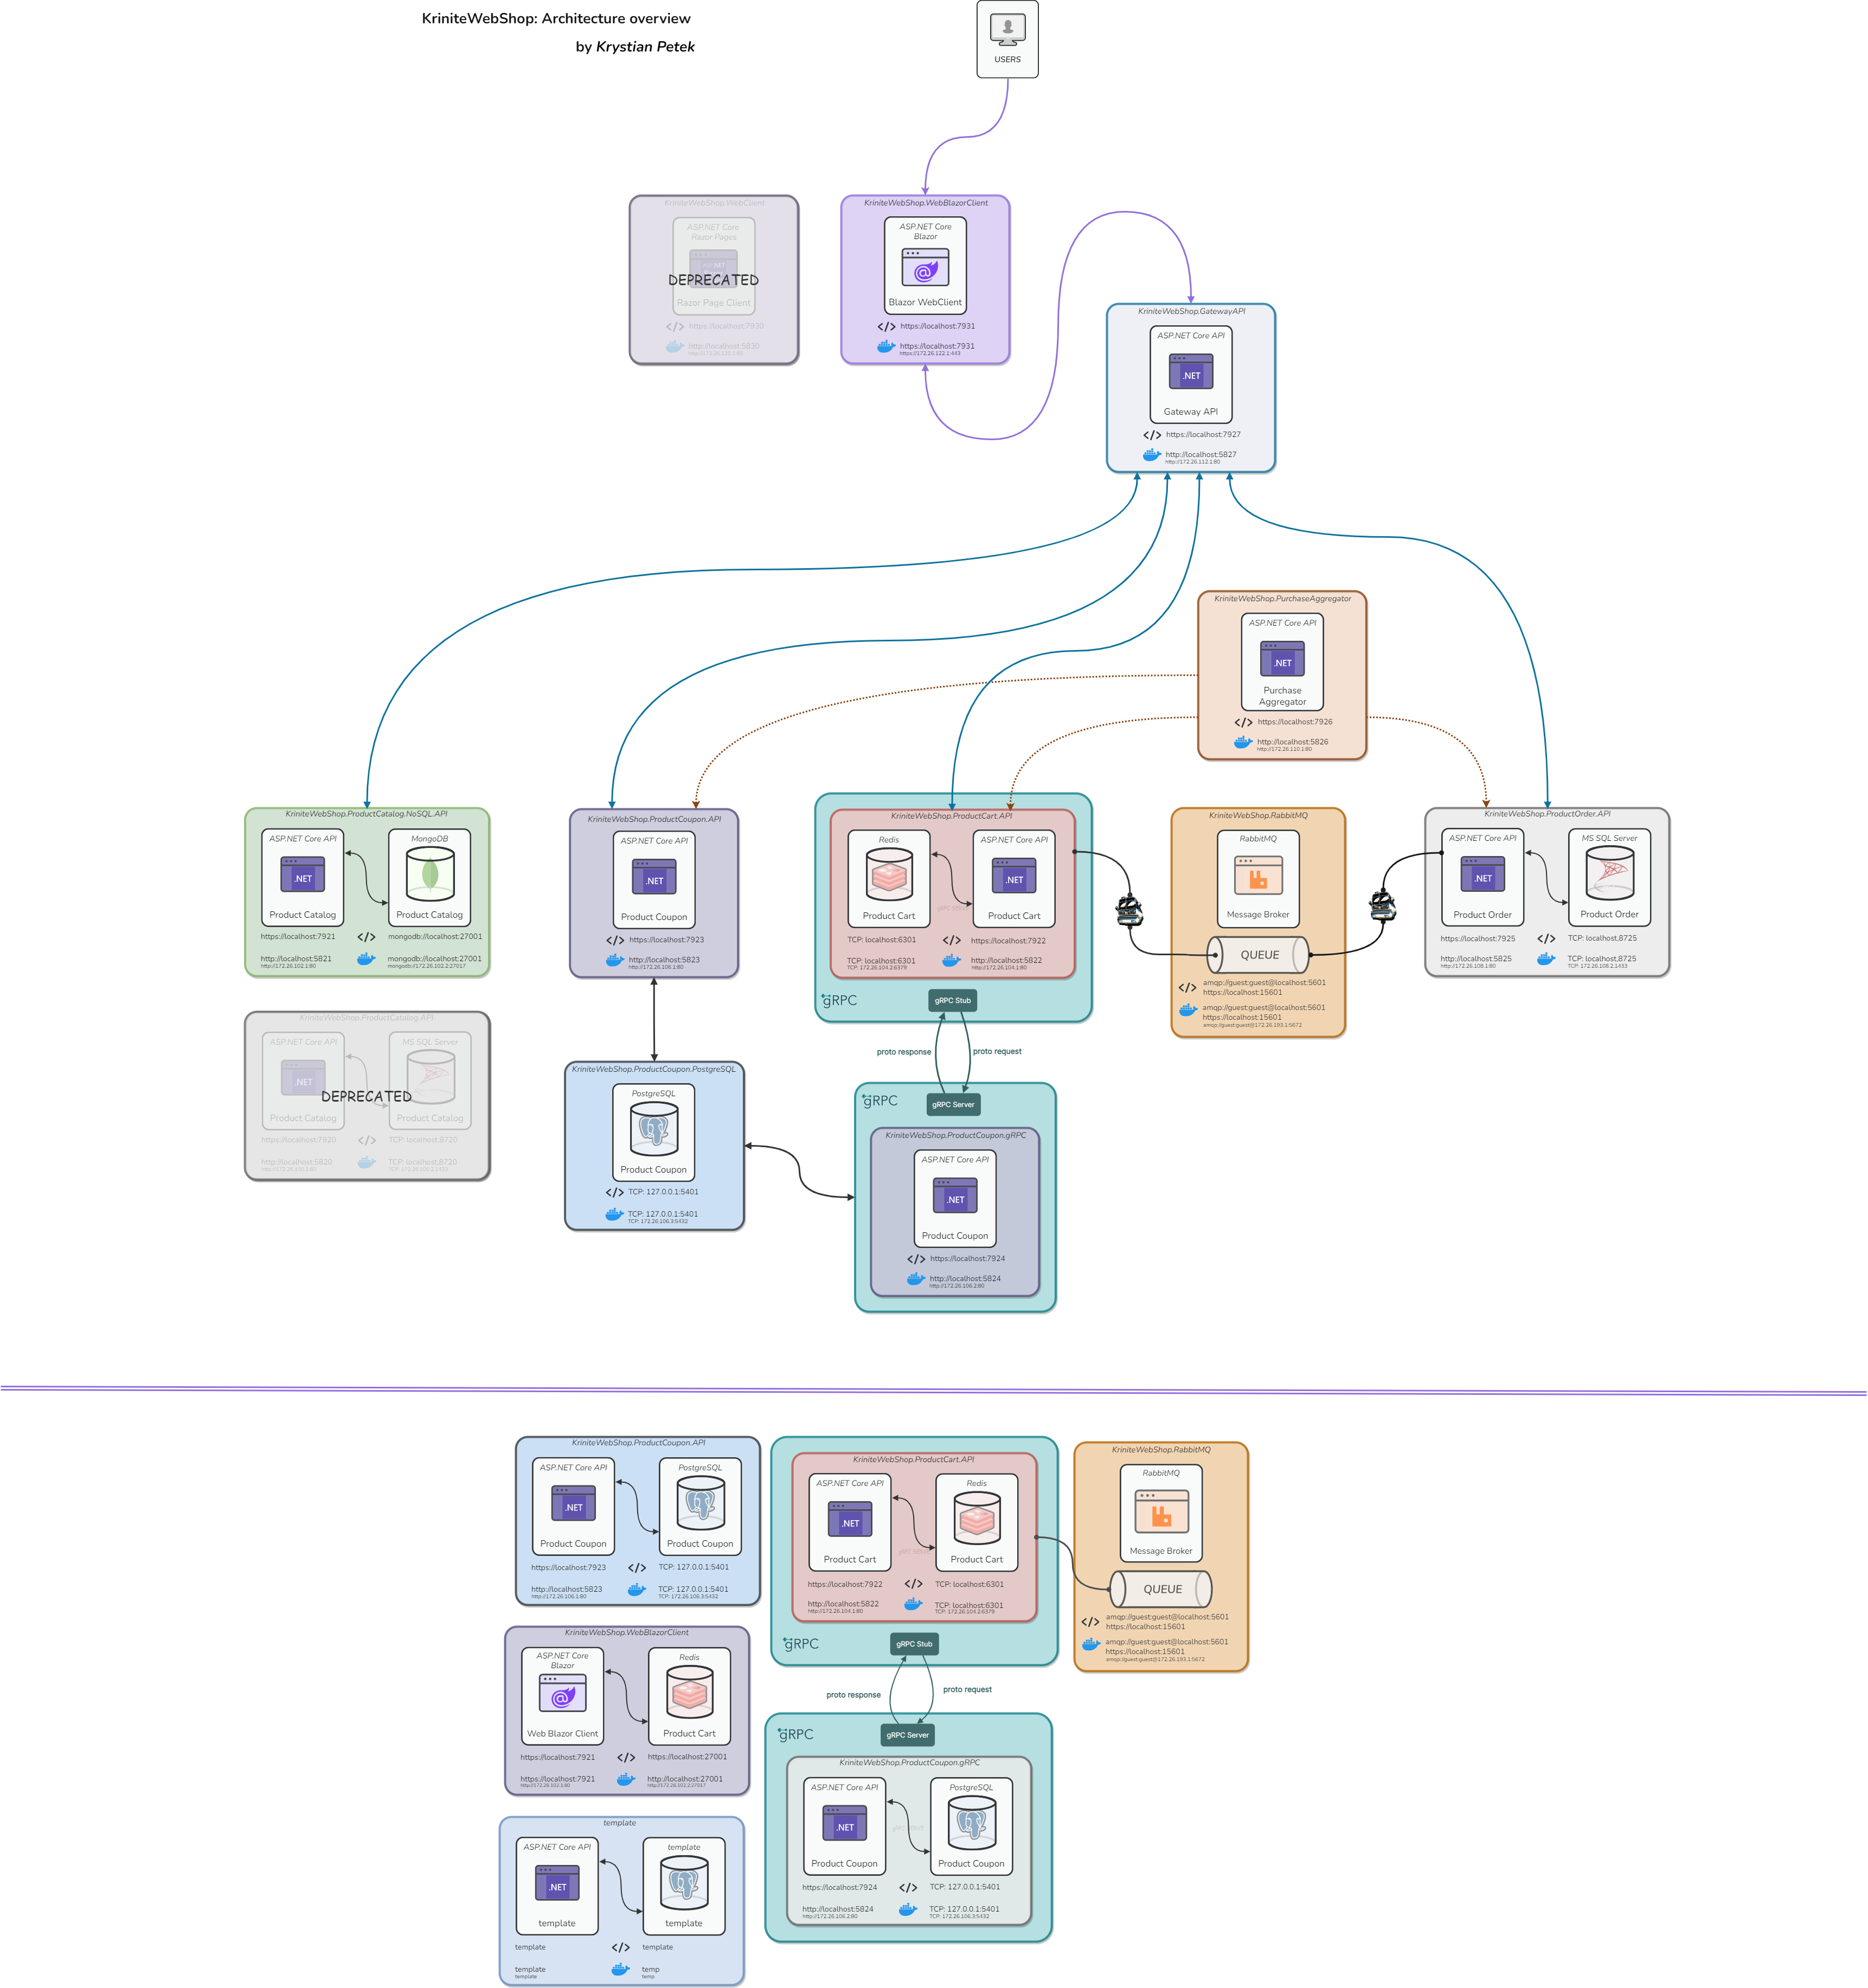 KriniteWebShop: Architecture overview
by Krystian Petek
USERS
KriniteWebShop.WebClient
ASP.NET Core
Razor Pages
DEPRECATED
Razor Page Client
https://localhost:7930
http://localhost:5830
KriniteWebShop.WebBlazorClient
ASP.NET Core
Blazor
Blazor WebClient
https://localhost:7931
https://localhost:7931
https://172.26.122.1:443
KriniteWebShop.GatewayAPI
ASP.NET Core API
.NET
Gateway API
https://localhost:7927
http://localhost:5827
http://172.26.112.1:80
KriniteWebShop.PurchaseAggregator
ASP.NET Core API
.NET
Purchase
Aggregator
https://localhost:7926
http://localhost:5826
http://172.26.110.1:80
KriniteWebShop.ProductCatalog.NoSQL.API
ASP.NET Core API
MongoDB
.NET
Product Catalog
Product Catalog
https://localhost:7921
mongodb://localhost:27001
http://localhost:5821
mongodb://localhost:27001
http://172.26.102.1:80
mongodb://172.26.102.2:27017
KriniteWebShop.ProductCoupon.API
ASP.NET Core API
.NET
Product Coupon
https://localhost:7923
http://localhost:5823
http://172.26.106.1:80
KriniteWebShop.ProductCart.API
Redis
ASP.NET Core API
.NET
Product Cart
Product Cart
TCP: localhost:6301
https://localhost:7922
TCP: localhost:6301
http://localhost:5822
TCP: 172.26.104.2:6379
http://172.26.104.1:80
gRPC
gRPC Stub
proto response
proto request
KriniteWebShop.RabbitMQ
RabbitMQ
Message Broker
QUEUE
amqp://guest:guest@localhost:5601
https://localhost:15601
amqp://guest:guest@localhost:5601
https://localhost:15601
amqp://guest:guest@172.26.193.1:5672
KriniteWebShop.ProductOrder.API
ASP.NET Core API
MS SQL Server
.NET
Product Order
Product Order
https://localhost:7925
TCP: localhost,8725
http://localhost:5825
TCP: localhost,8725
http://172.26.108.1:80
TCP: 172.26.108.2,1433
KriniteWebShop.ProductCatalog.API
ASP.NET Core API
MS SQL Server
.NET
DEPRECATED
Product Catalog
Product Catalog
https://localhost:7920
TCP: localhost,8720
http://localhost:5820
TCP: localhost,8720
KriniteWebShop.ProductCoupon.PostgreSQL
PostgreSQL
Product Coupon
TCP: 127.0.0.1:5401
TCP: 127.0.0.1:5401
TCP: 172.26.106.3:5432
gRPC
gRPC Server
KriniteWebShop.ProductCoupon.gRPC
ASP.NET Core API
.NET
Product Coupon
https://localhost:7924
http://localhost:5824
http://172.26.106.2:80
KriniteWebShop.ProductCoupon.API
ASP.NET Core API
PostgreSQL
.NET
Product Coupon
Product Coupon
https://localhost:7923
TCP: 127.0.0.1:5401
http://localhost:5823
TCP: 127.0.0.1:5401
http://172.26.106.1:80
TCP: 172.26.106.3:5432
KriniteWebShop.ProductCart.API
ASP.NET Core API
Redis
.NET
Product Cart
Product Cart
https://localhost:7922
TCP: localhost:6301
http://localhost:5822
TCP: localhost:6301
http://172.26.104.1:80
TCP: 172.26.104.2:6379
gRPC
gRPC Stub
proto response
proto request
KriniteWebShop.RabbitMQ
RabbitMQ
Message Broker
QUEUE
amqp://guest:guest@localhost:5601
https://localhost:15601
amqp://guest:guest@localhost:5601
https://localhost:15601
amqp://guest:guest@172.26.193.1:5672
KriniteWebShop.WebBlazorClient
ASP.NET Core
Blazor
Redis
Web Blazor Client
Product Cart
https://localhost:7921
https://localhost:27001
https://localhost:7921
http://localhost:27001
http://172.26.102.1:80
http://172.26.102.2:27017
gRPC
gRPC Server
KriniteWebShop.ProductCoupon.gRPC
ASP.NET Core API
PostgreSQL
.NET
Product Coupon
Product Coupon
https://localhost:7924
TCP: 127.0.0.1:5401
http://localhost:5824
TCP: 127.0.0.1:5401
http://172.26.106.2:80
TCP: 172.26.106.3:5432
template
ASP.NET Core API
template
.NET
template
template
template
template
template
temp
template
temp